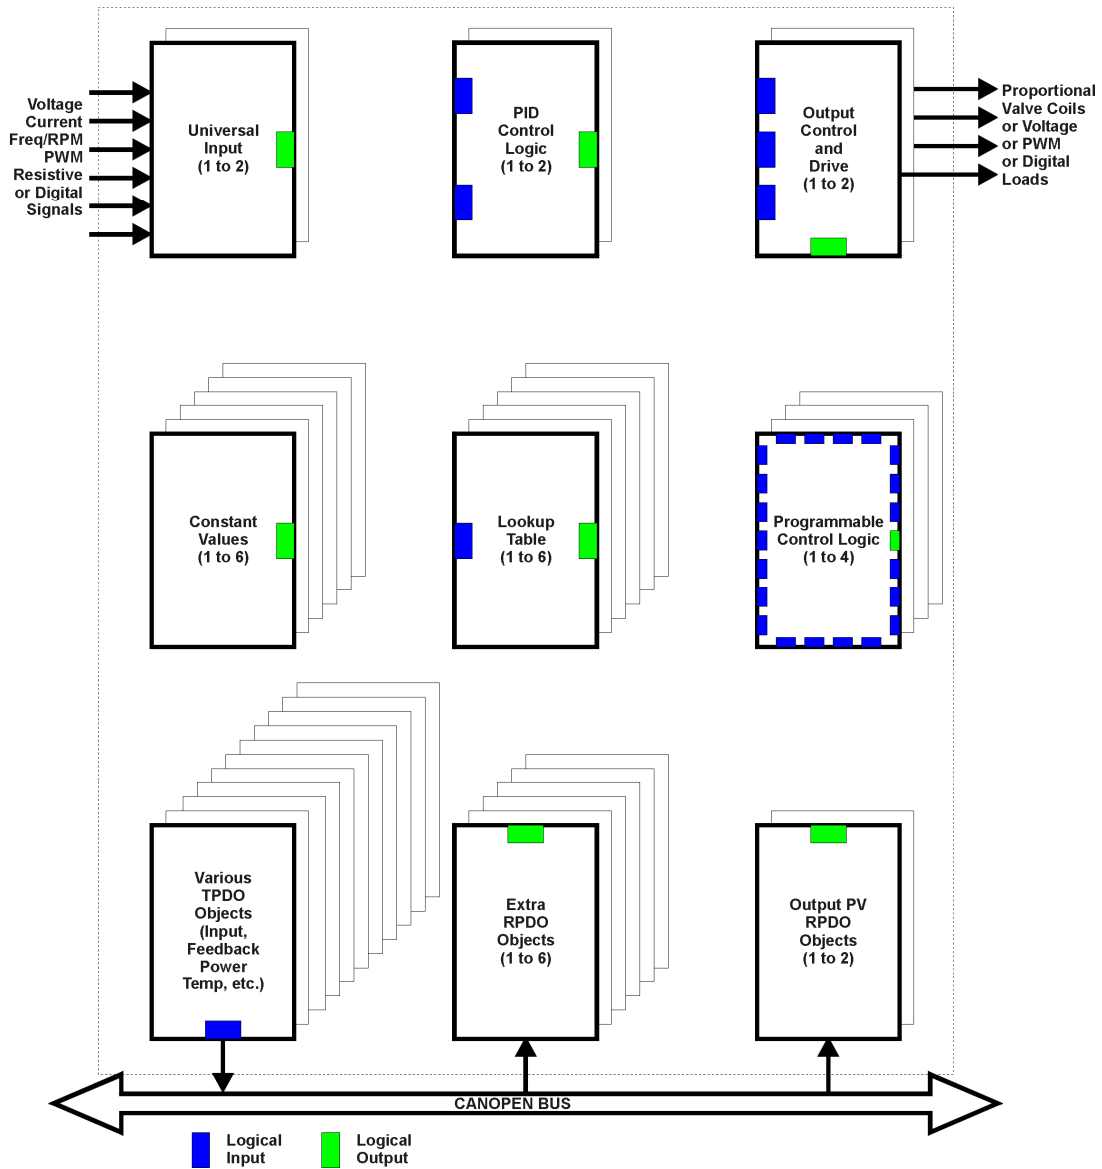 Voltage
Current
Freq/RPM
PWM
Resistive
or Digital
Signals
Universal
Input
(1 to 2)
PID
Control
Logic
(1 to 2)
Output
Control
and
Drive
(1 to 2)
Proportional
Valve Coils
or Voltage
or PWM
or Digital
Loads
Constant
Values
(1 to 6)
Lookup
Table
(1 to 6)
Programmable
Control Logic
(1 to 4)
Various
TPDO
Objects
(Input,
Feedback
Power
Temp, etc.)
Extra
RPDO
Objects
(1 to 6)
Output PV
RPDO
Objects
(1 to 2)
CANOPEN BUS
Logical
Input
Logical
Output